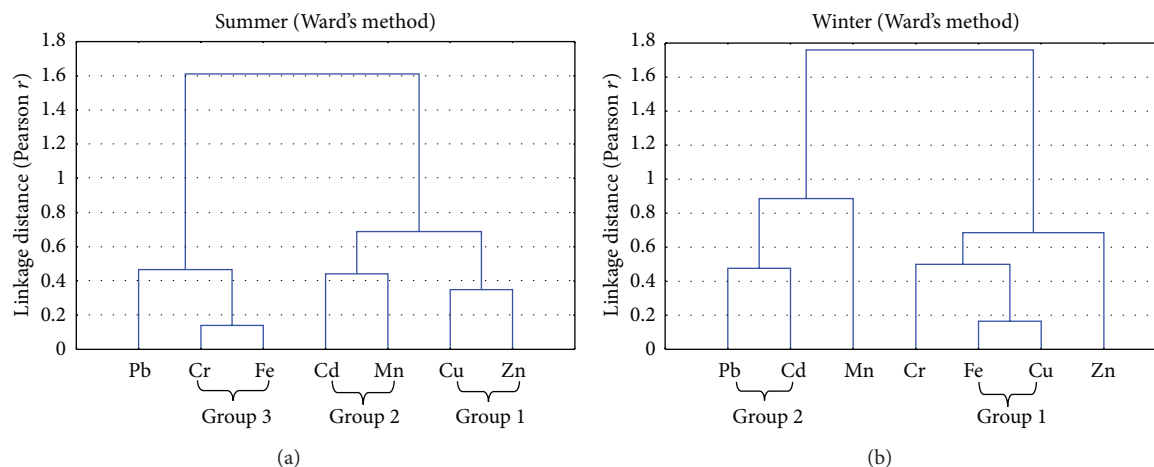 Summer (Ward's method)
Linkage distance (Pearson r)
1.8
1.6
1.4
1.2
1
0.8
0.6
0.4
0.2
0
Pb Cr Fe Cd Mn Cu Zn
Group 3 Group 2 Group 1
(a)
Winter (Ward's method)
Linkage distance (Pearson r)
1.8
1.6
1.4
1.2
1
0.8
0.6
0.4
0.2
0
Pb Cd Mn Cr Fe Cu Zn
Group 2 Group 1
(b)